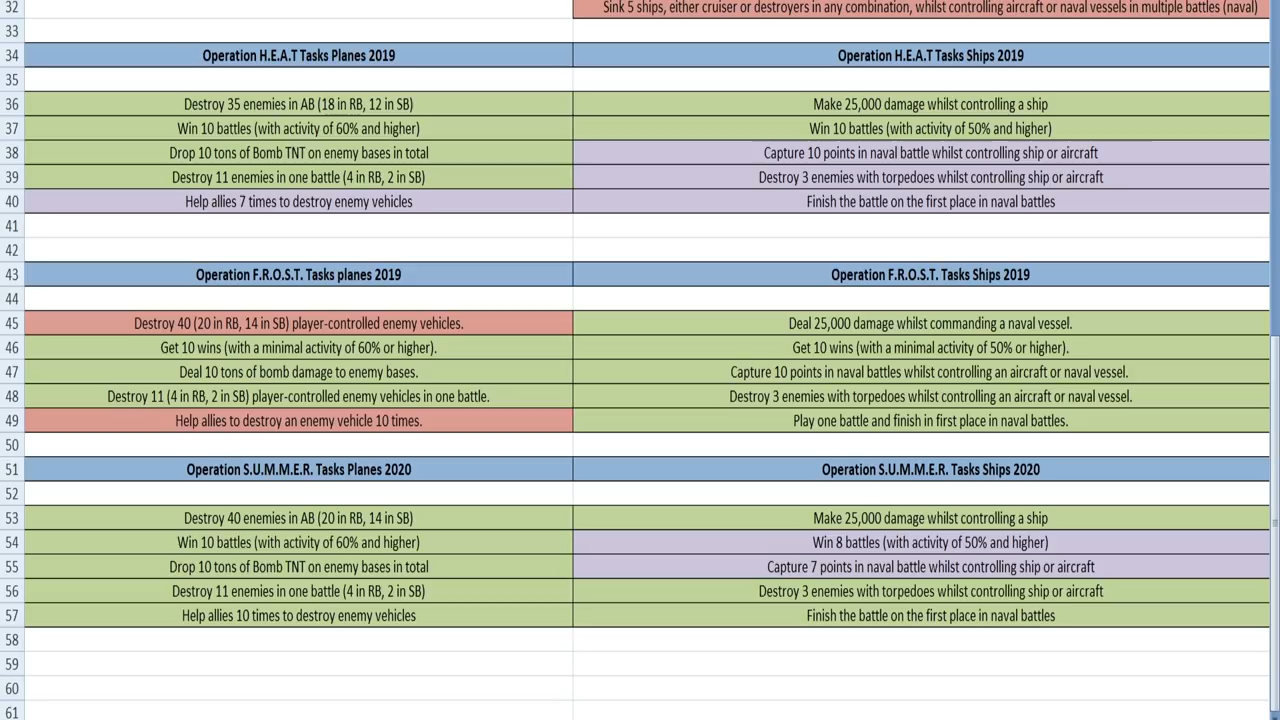 32 Sink 5 ships, either cruiser or destroyers in any combination, whilst controlling aircraft or naval vessels in multiple battles (naval)
33
34 Operation H.E.A.T Tasks Planes 2019 Operation H.E.A.T Tasks Ships 2019
35
36 Destroy 35 enemies in AB (18 in RB, 12 in SB) Make 25,000 damage whilst controlling a ship
37 Win 10 battles (with activity of 60% and higher) Win 10 battles (with activity of 50% and higher)
38 Drop 10 tons of Bomb TNT on enemy bases in total Capture 10 points in naval battle whilst controlling ship or aircraft
39 Destroy 11 enemies in one battle (4 in RB, 2 in SB) Destroy 3 enemies with torpedoes whilst controlling ship or aircraft
40 Help allies 7 times to destroy enemy vehicles Finish the battle on the first place in naval battles
41
42
43 Operation F.R.O.S.T. Tasks planes 2019 Operation F.R.O.S.T. Tasks Ships 2019
44
45 Destroy 40 (20 in RB, 14 in SB) player-controlled enemy vehicles. Deal 25,000 damage whilst commanding a naval vessel.
46 Get 10 wins (with a minimal activity of 60% or higher). Get 10 wins (with a minimal activity of 50% or higher).
47 Deal 10 tons of bomb damage to enemy bases. Capture 10 points in naval battles whilst controlling an aircraft or naval vessel.
48 Destroy 11 (4 in RB, 2 in SB) player-controlled enemy vehicles in one battle. Destroy 3 enemies with torpedoes whilst controlling an aircraft or naval vessel.
49 Help allies to destroy an enemy vehicle 10 times. Play one battle and finish in first place in naval battles.
50
51 Operation S.U.M.M.E.R. Tasks Planes 2020 Operation S.U.M.M.E.R. Tasks Ships 2020
52
53 Destroy 40 enemies in AB (20 in RB, 14 in SB) Make 25,000 damage whilst controlling a ship
54 Win 10 battles (with activity of 60% and higher) Win 8 battles (with activity of 50% and higher)
55 Drop 10 tons of Bomb TNT on enemy bases in total Capture 7 points in naval battle whilst controlling ship or aircraft
56 Destroy 11 enemies in one battle (4 in RB, 2 in SB) Destroy 3 enemies with torpedoes whilst controlling ship or aircraft
57 Help allies 10 times to destroy enemy vehicles Finish the battle on the first place in naval battles
58
59
60
61